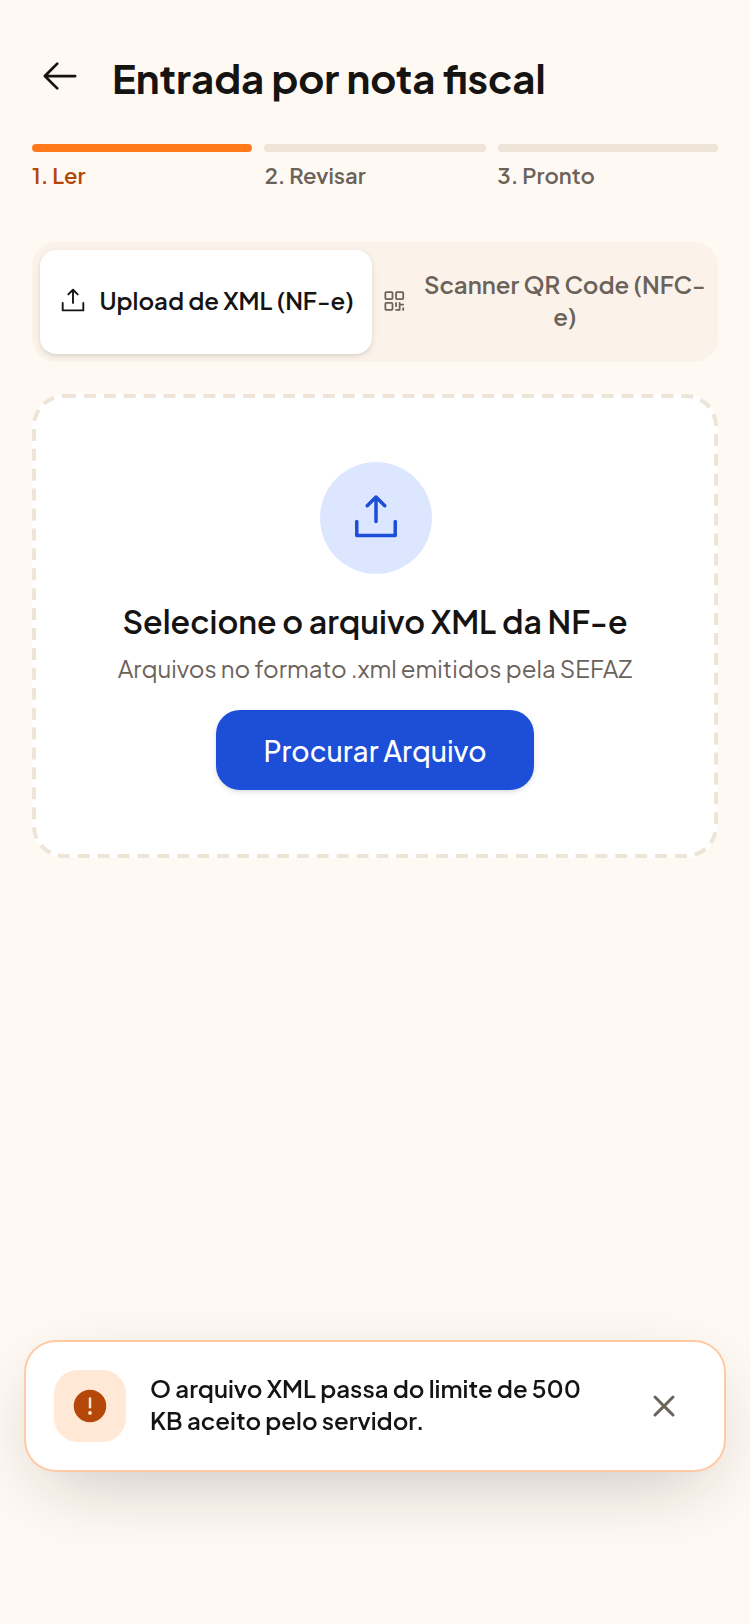 Entrada por nota fiscal
1. Ler
2. Revisar
3. Pronto
Upload de XML (NF-e)
Scanner QR Code (NFC-
e)
Selecione o arquivo XML da NF-e
Arquivos no formato .xml emitidos pela SEFAZ
Procurar Arquivo
O arquivo XML passa do limite de 500
KB aceito pelo servidor.